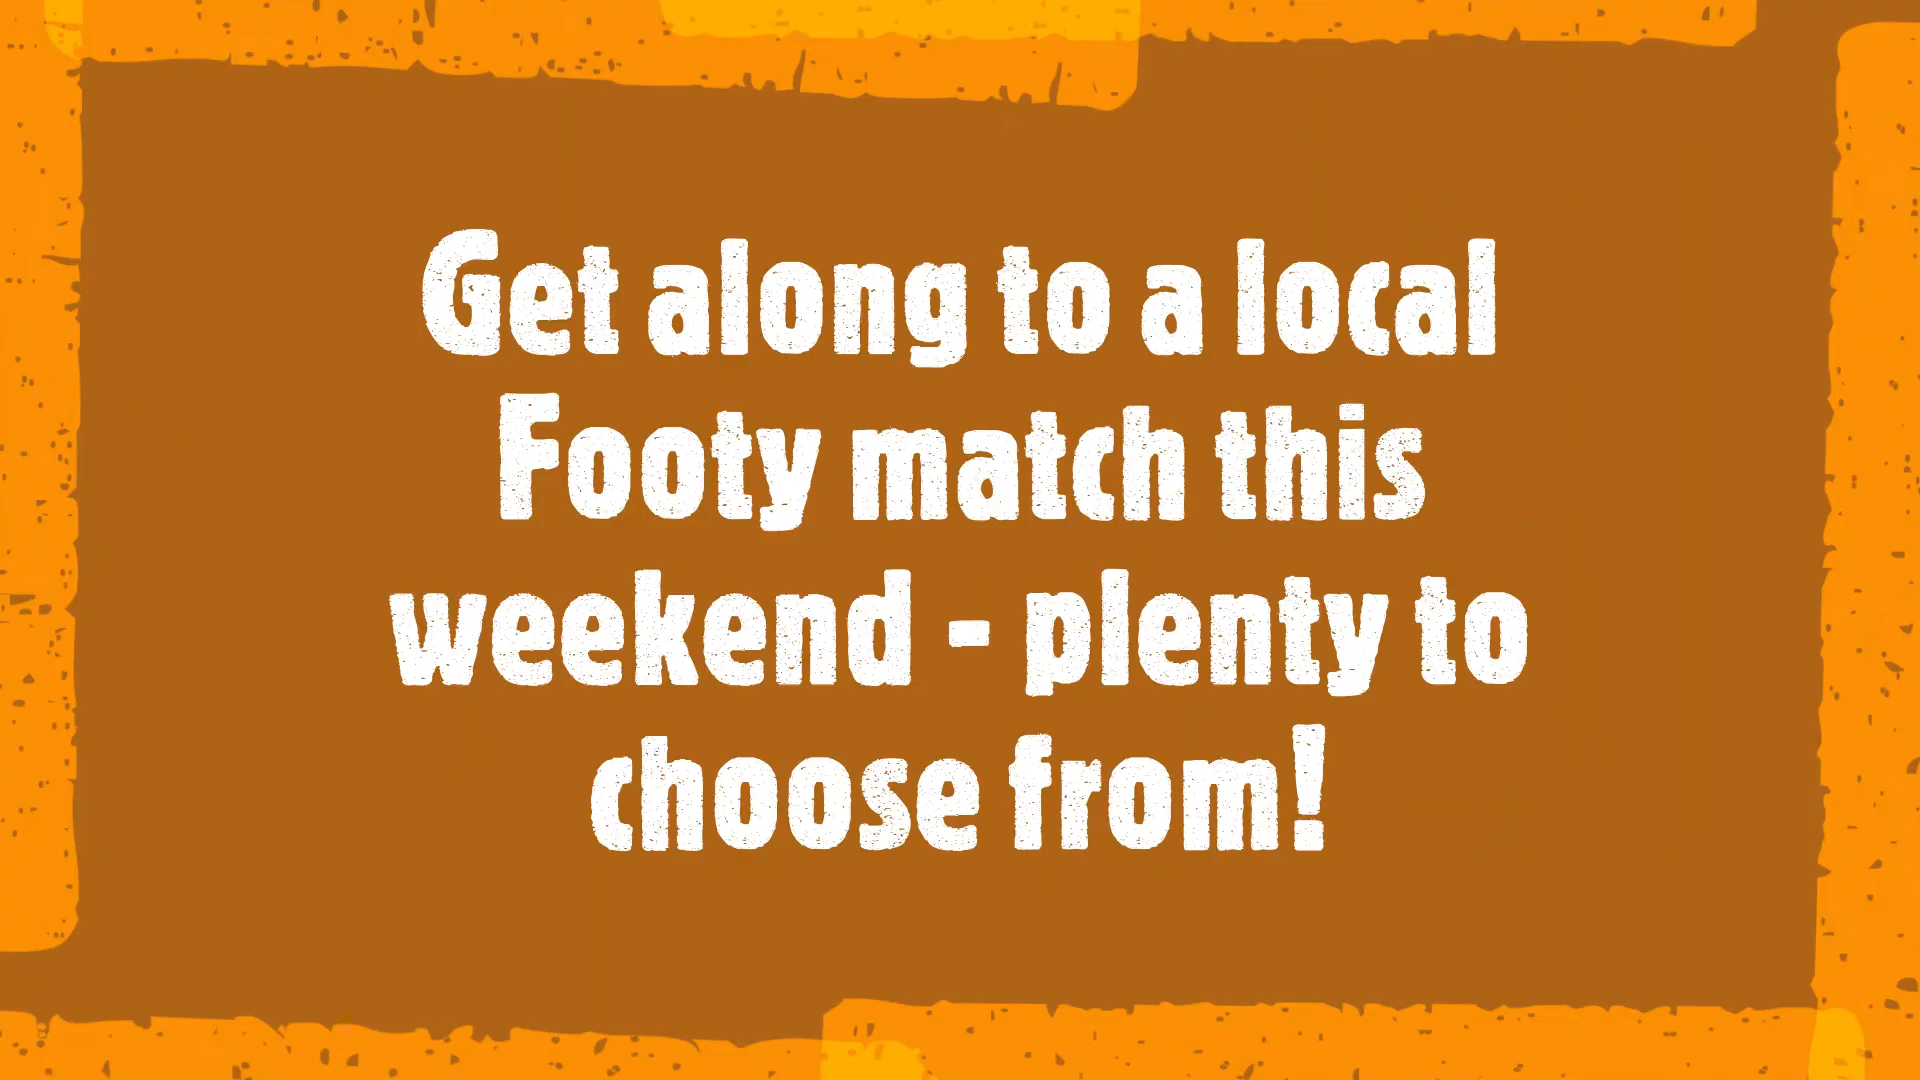 Get along to a local
Footy match this
weekend - plenty to
choose from!